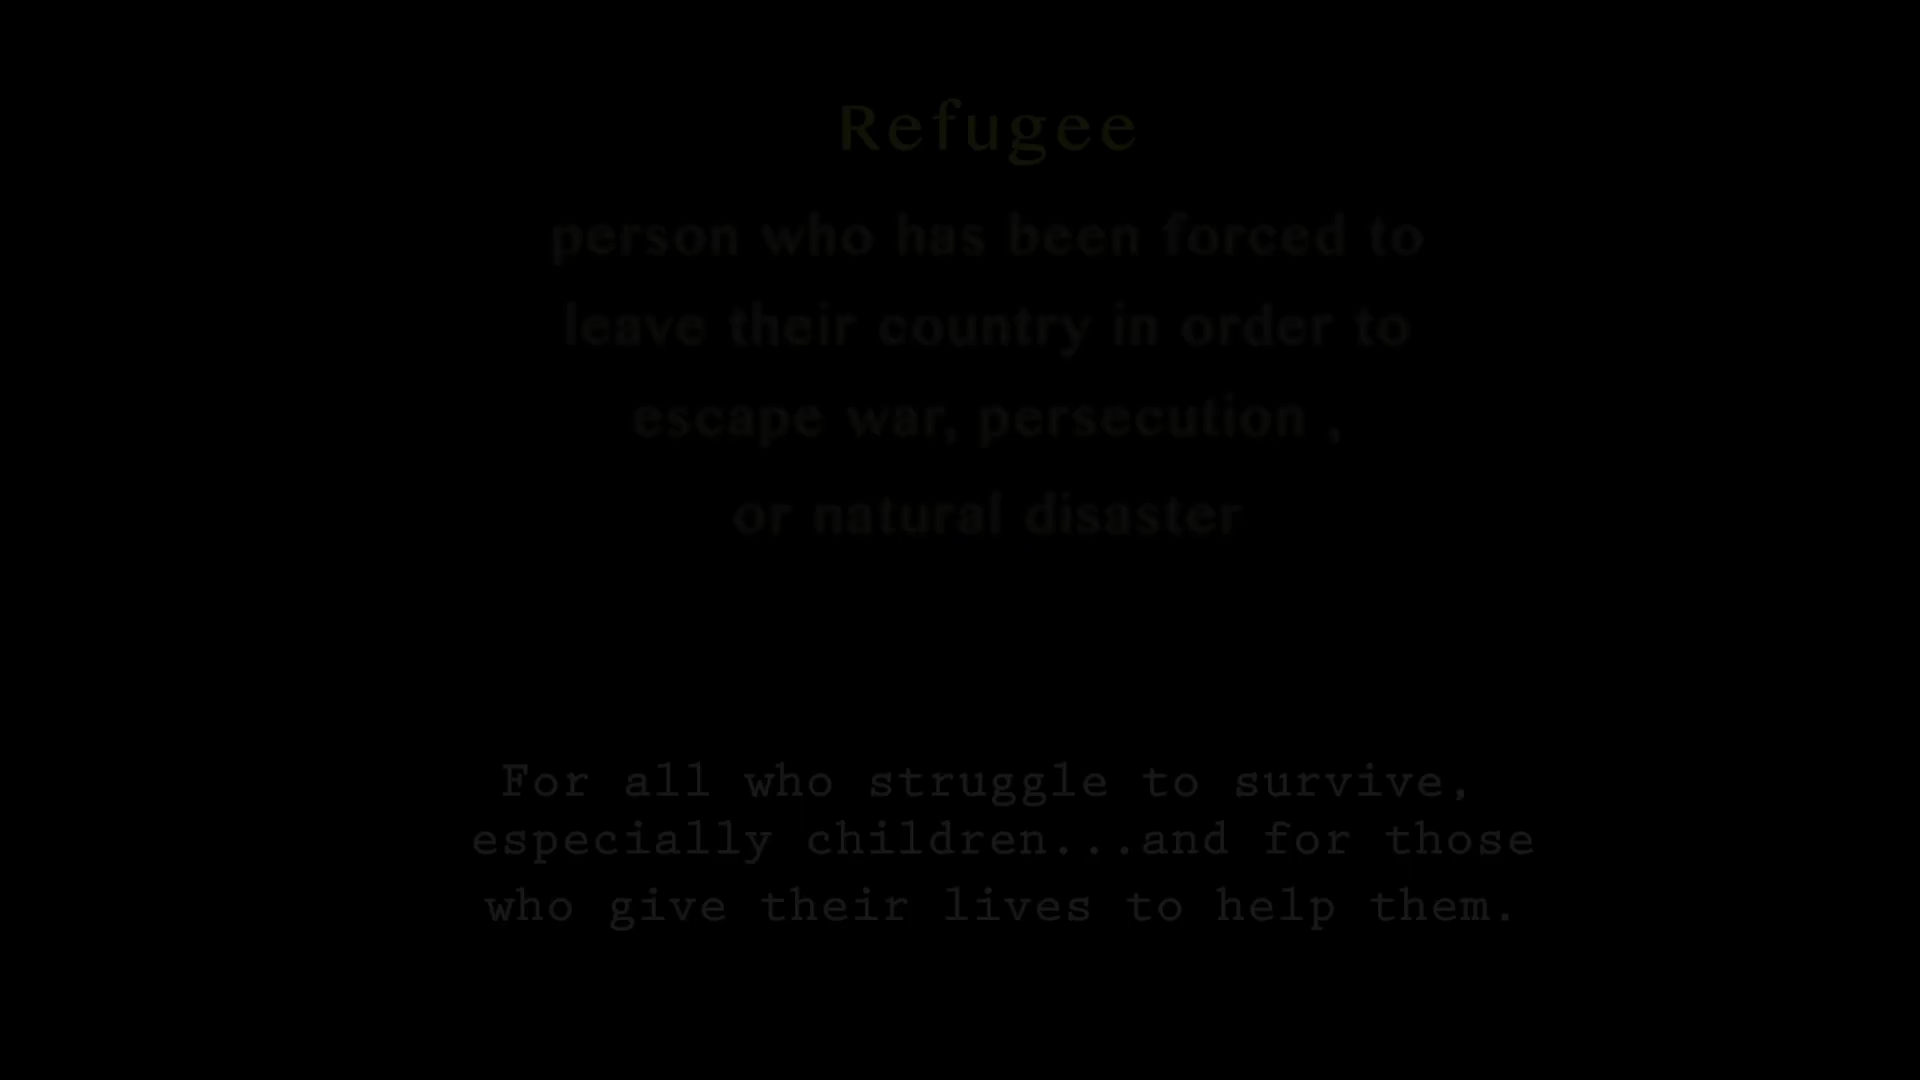 Refugee
person who has been forced to
leave their country in order to
escape war, persecution ,
or natural disaster
For all who struggle to survive,
especially children...and for those
who give their lives to help them.